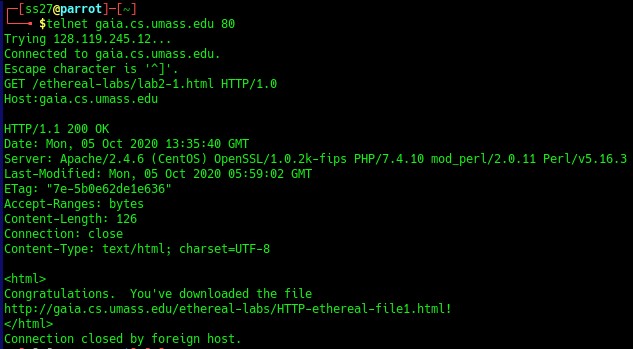 ┌─[ss27@parrot]─[~]
└──╼ $telnet gaia.cs.umass.edu 80
Trying 128.119.245.12...
Connected to gaia.cs.umass.edu.
Escape character is '^]'.
GET /ethereal-labs/lab2-1.html HTTP/1.0
Host:gaia.cs.umass.edu

HTTP/1.1 200 OK
Date: Mon, 05 Oct 2020 13:35:40 GMT
Server: Apache/2.4.6 (CentOS) OpenSSL/1.0.2k-fips PHP/7.4.10 mod_perl/2.0.11 Perl/v5.16.3
Last-Modified: Mon, 05 Oct 2020 05:59:02 GMT
ETag: "7e-5b0e62de1e636"
Accept-Ranges: bytes
Content-Length: 126
Connection: close
Content-Type: text/html; charset=UTF-8

<html>
Congratulations.  You've downloaded the file
http://gaia.cs.umass.edu/ethereal-labs/HTTP-ethereal-file1.html!
</html>
Connection closed by foreign host.